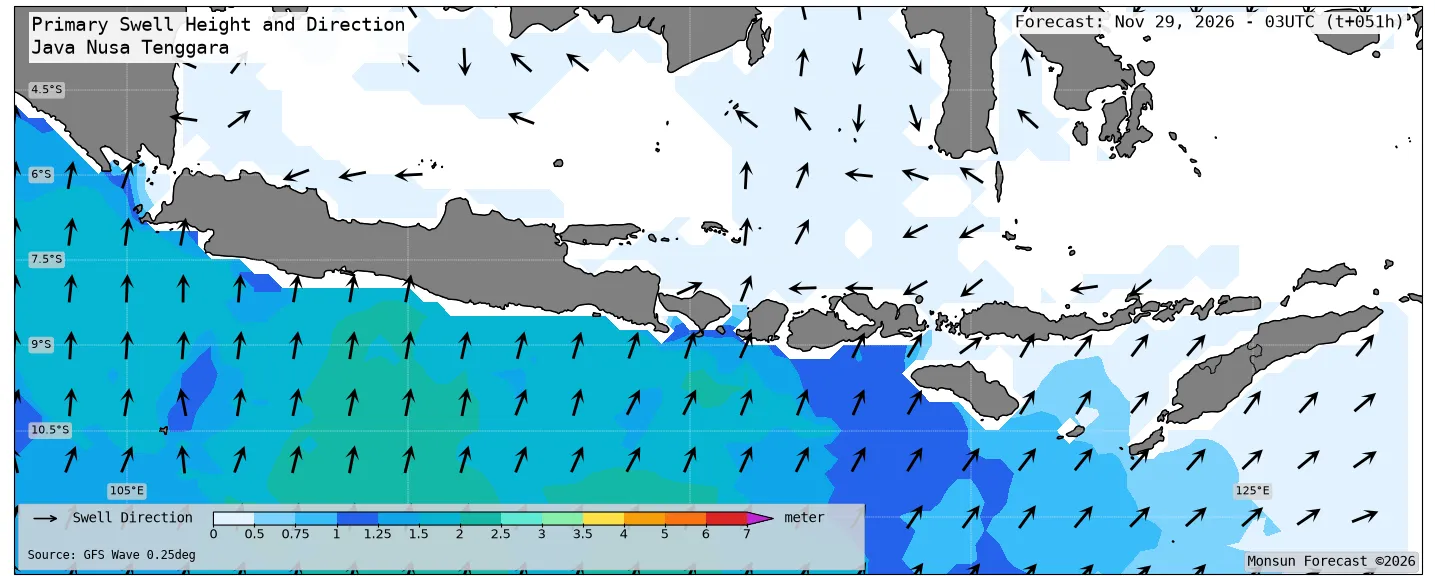 Primary Swell Height and Direction
Java Nusa Tenggara
Forecast: Nov 29, 2026 - 03UTC (t+051h)
4.5°S
6°S
7.5°S
9°S
10.5°S
105°E
125°E
Swell Direction
0 0.5 0.75 1 1.25 1.5 2 2.5 3 3.5 4 5 6 7
meter
Source: GFS Wave 0.25deg
Monsun Forecast ©2026